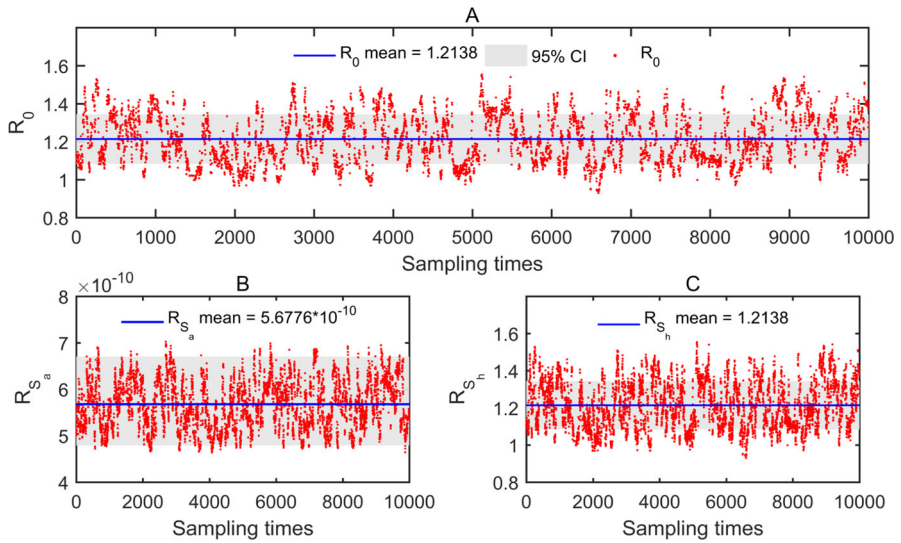 A
R0 mean = 1.2138 95% CI R0
1.6
1.4
1.2
1
0.8
R0
0 1000 2000 3000 4000 5000 6000 7000 8000 9000 10000
Sampling times
B
×10-10
RSa mean = 5.6776*10-10
8
7
6
5
4
RSa
0 2000 4000 6000 8000 10000
Sampling times
C
RSh mean = 1.2138
1.6
1.4
1.2
1
0.8
RSh
0 2000 4000 6000 8000 10000
Sampling times